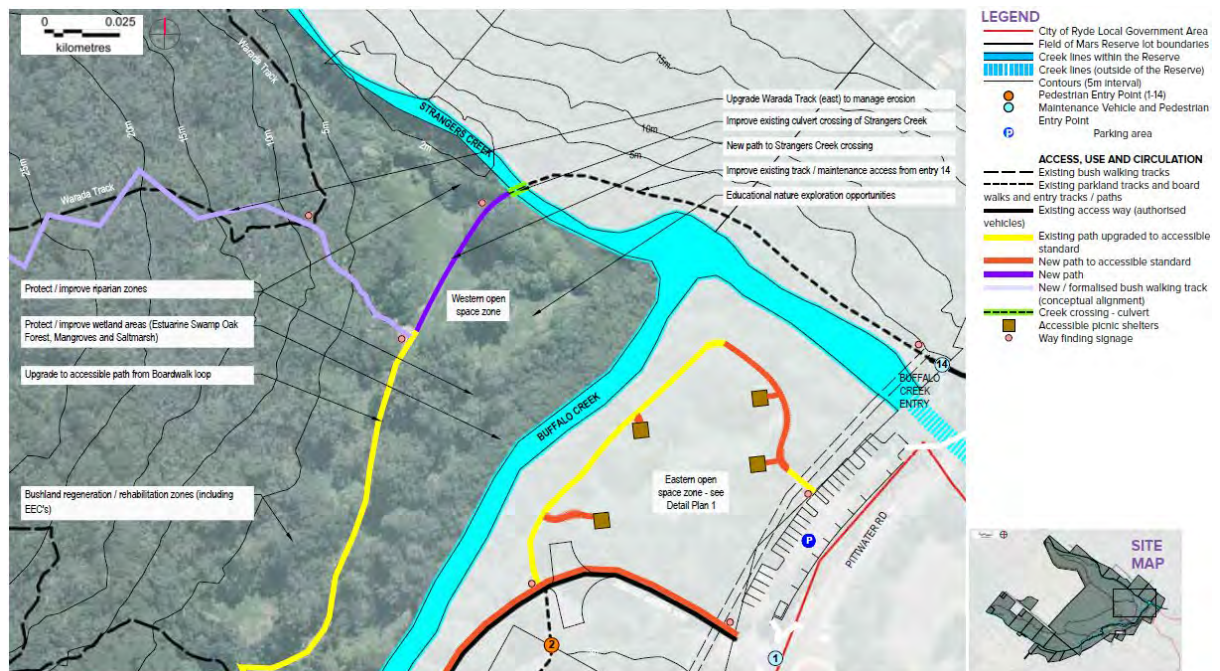 0 0.025
kilometres
Warada Track
Warada Track
Warada Track
25m
20m
15m
10m
5m
2m
15m
10m
5m
STRANGERS CREEK
BUFFALO CREEK
Upgrade Warada Track (east) to manage erosion
Improve existing culvert crossing of Strangers Creek
New path to Strangers Creek crossing
Improve existing track / maintenance access from entry 14
Educational nature exploration opportunities
Protect / improve riparian zones
Protect / improve wetland areas (Estuarine Swamp Oak
Forest, Mangroves and Saltmarsh)
Upgrade to accessible path from Boardwalk loop
Bushland regeneration / rehabilitation zones (including
EEC's)
Western open
space zone
Eastern open
space zone - see
Detail Plan 1
14
BUFFALO
CREEK
ENTRY
PITTWATER RD
P
2
1
LEGEND
City of Ryde Local Government Area
Field of Mars Reserve lot boundaries
Creek lines within the Reserve
Creek lines (outside of the Reserve)
Contours (5m interval)
Pedestrian Entry Point (1-14)
Maintenance Vehicle and Pedestrian
Entry Point
P Parking area
ACCESS, USE AND CIRCULATION
Existing bush walking tracks
Existing parkland tracks and board
walks and entry tracks / paths
Existing access way (authorised
vehicles)
Existing path upgraded to accessible
standard
New path to accessible standard
New path
New / formalised bush walking track
(conceptual alignment)
Creek crossing - culvert
Accessible picnic shelters
Way finding signage
SITE
MAP